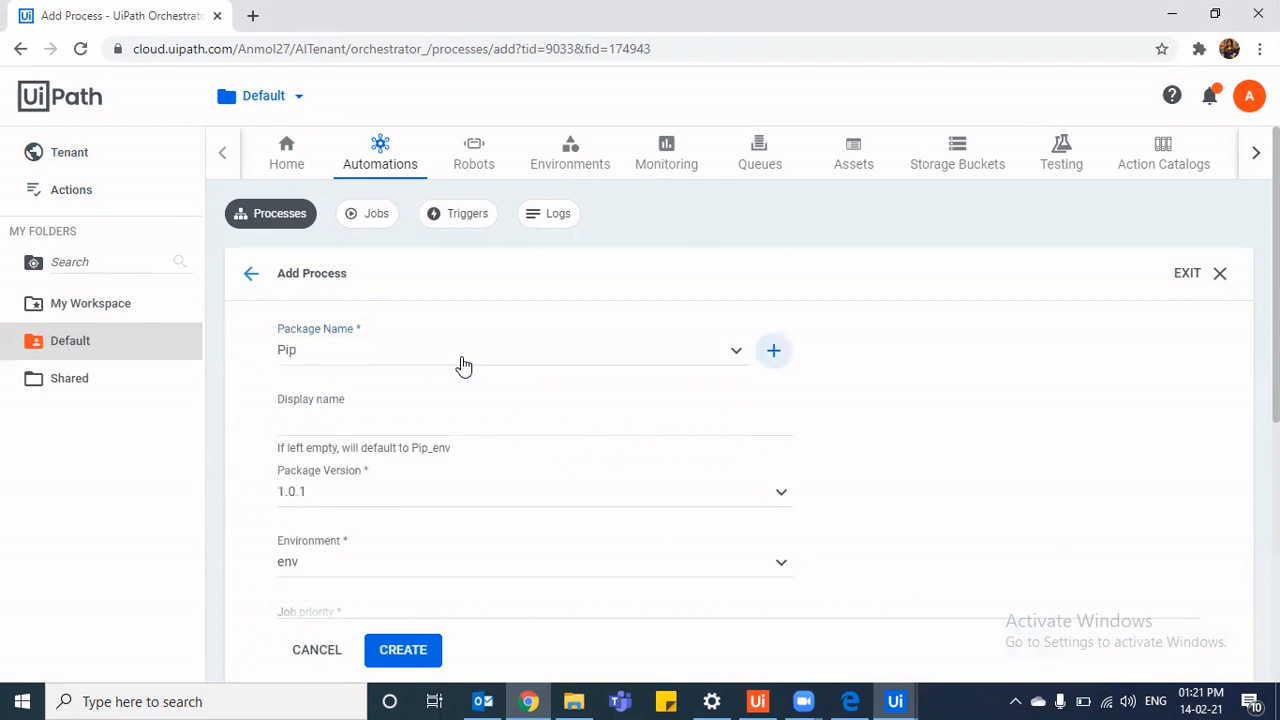 Add Process - UiPath Orchestrato
cloud.uipath.com/Anmol27/AITenant/orchestrator_/processes/add?tid=9033&fid=174943
UiPath
Default
A
Tenant
Actions
MY FOLDERS
Search
My Workspace
Default
Shared
Home
Automations
Robots
Environments
Monitoring
Queues
Assets
Storage Buckets
Testing
Action Catalogs
Processes
Jobs
Triggers
Logs
Add Process
EXIT
Package Name *
Pip
Display name
If left empty, will default to Pip_env
Package Version *
1.0.1
Environment *
env
Job priority *
CANCEL
CREATE
Activate Windows
Go to Settings to activate Windows.
Type here to search
ENG
01:21 PM
14-02-21
10